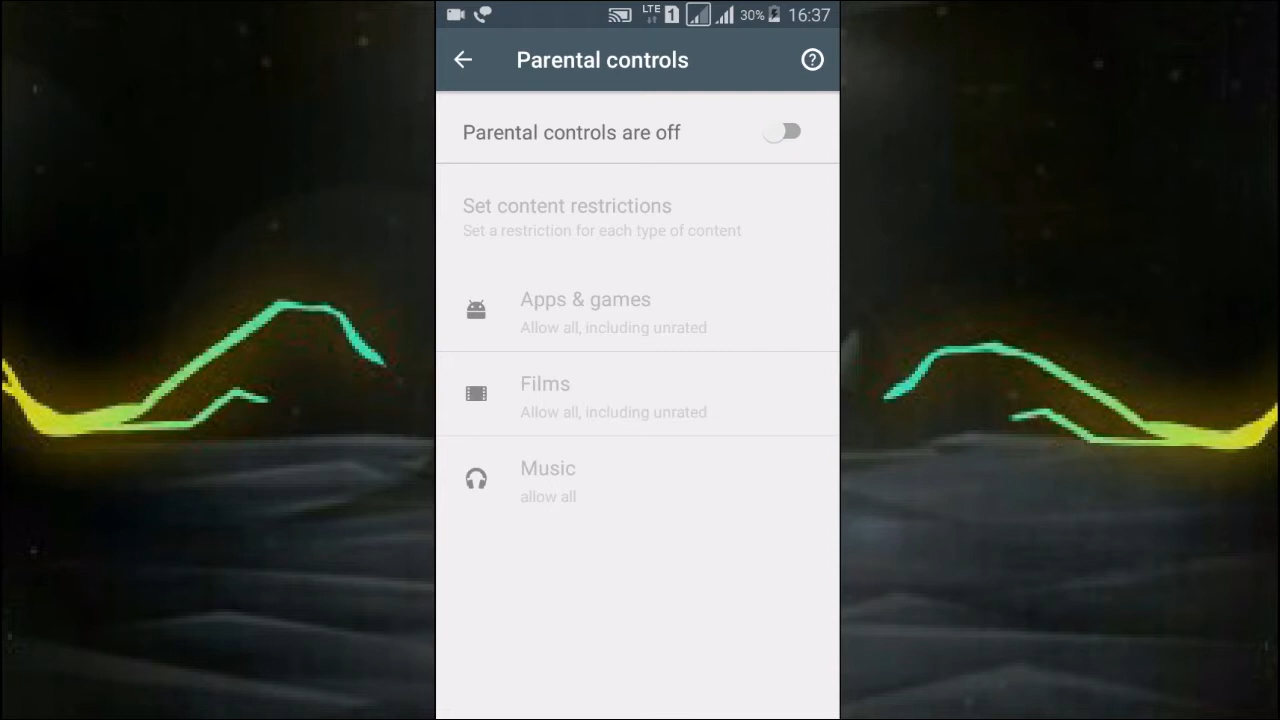 LTE 1 30% 16:37
Parental controls
Parental controls are off
Set content restrictions
Set a restriction for each type of content
Apps & games
Allow all, including unrated
Films
Allow all, including unrated
Music
allow all